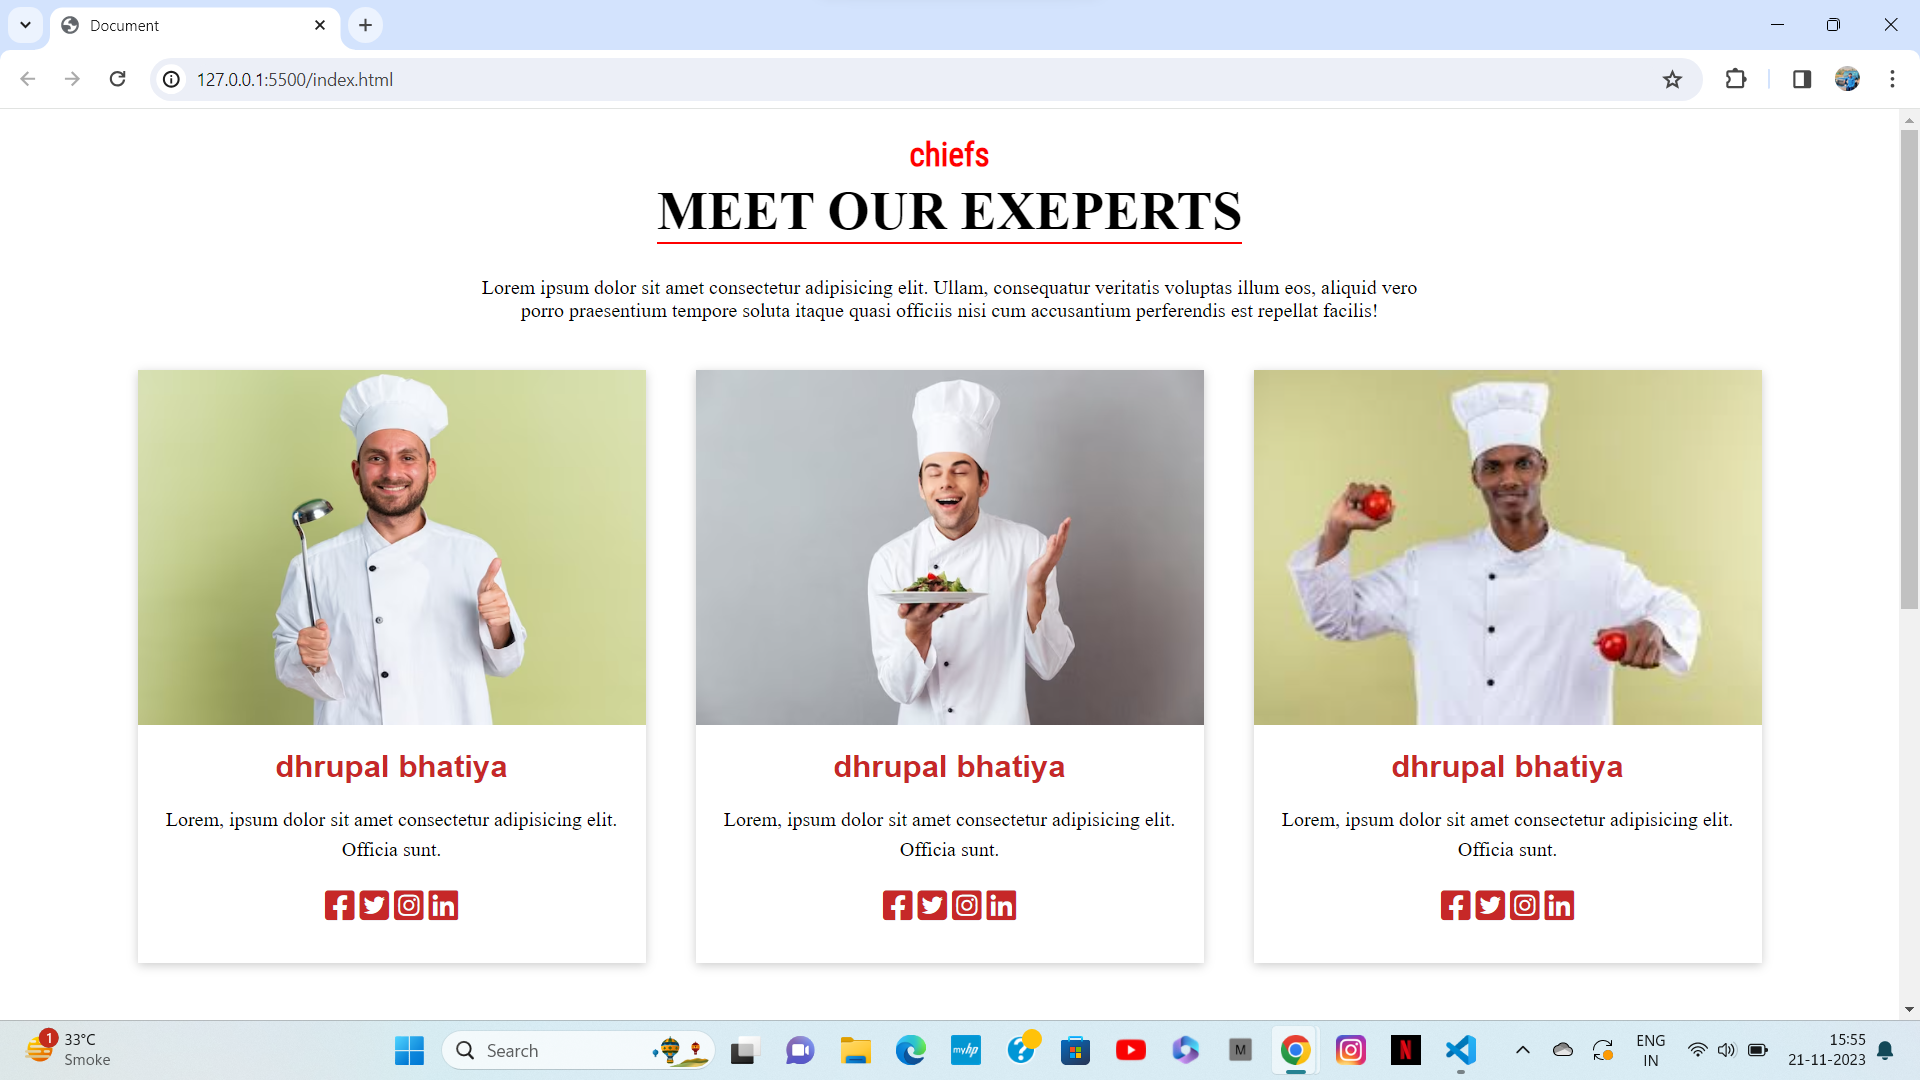 Document
127.0.0.1:5500/index.html
chiefs
MEET OUR EXEPERTS
Lorem ipsum dolor sit amet consectetur adipisicing elit. Ullam, consequatur veritatis voluptas illum eos, aliquid vero
porro praesentium tempore soluta itaque quasi officiis nisi cum accusantium perferendis est repellat facilis!
dhrupal bhatiya
Lorem, ipsum dolor sit amet consectetur adipisicing elit.
Officia sunt.
dhrupal bhatiya
Lorem, ipsum dolor sit amet consectetur adipisicing elit.
Officia sunt.
dhrupal bhatiya
Lorem, ipsum dolor sit amet consectetur adipisicing elit.
Officia sunt.
1
33°C
Smoke
Search
myhp
M
N
ENG
IN
15:55
21-11-2023